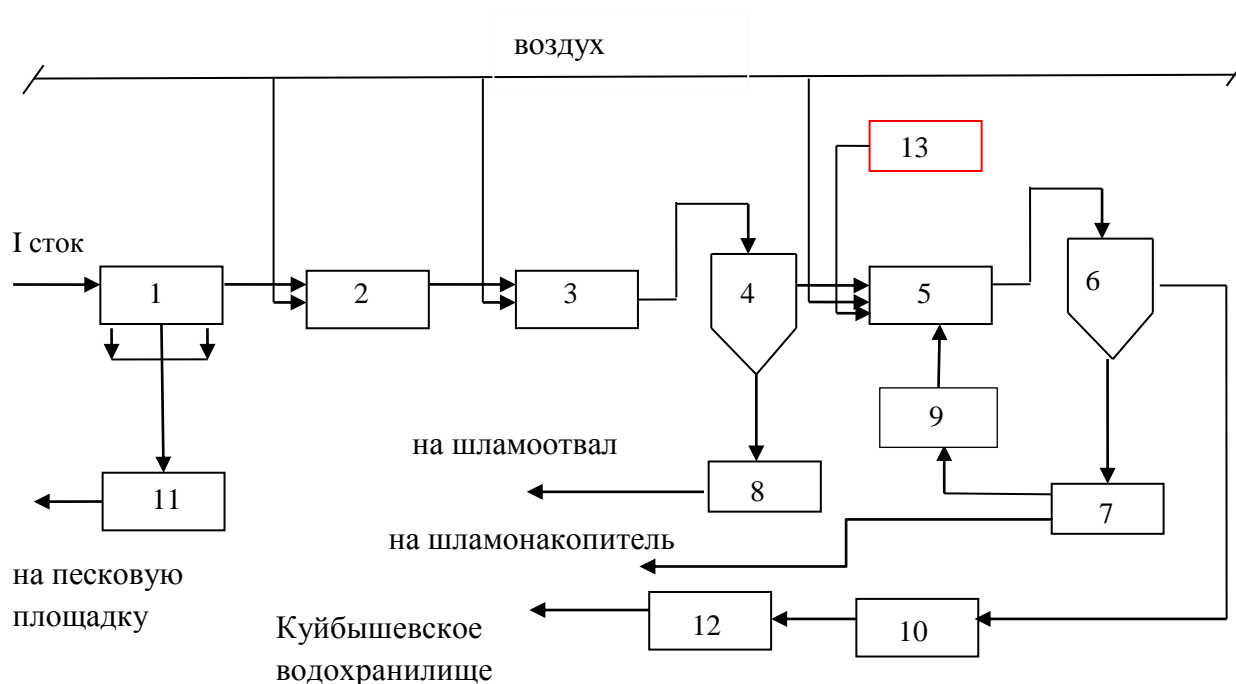 воздух
13
I сток
1
2
3
4
5
6
9
на шламоотвал
8
11
7
на шламонакопитель
на песковую
площадку
Куйбышевское
водохранилище
12
10